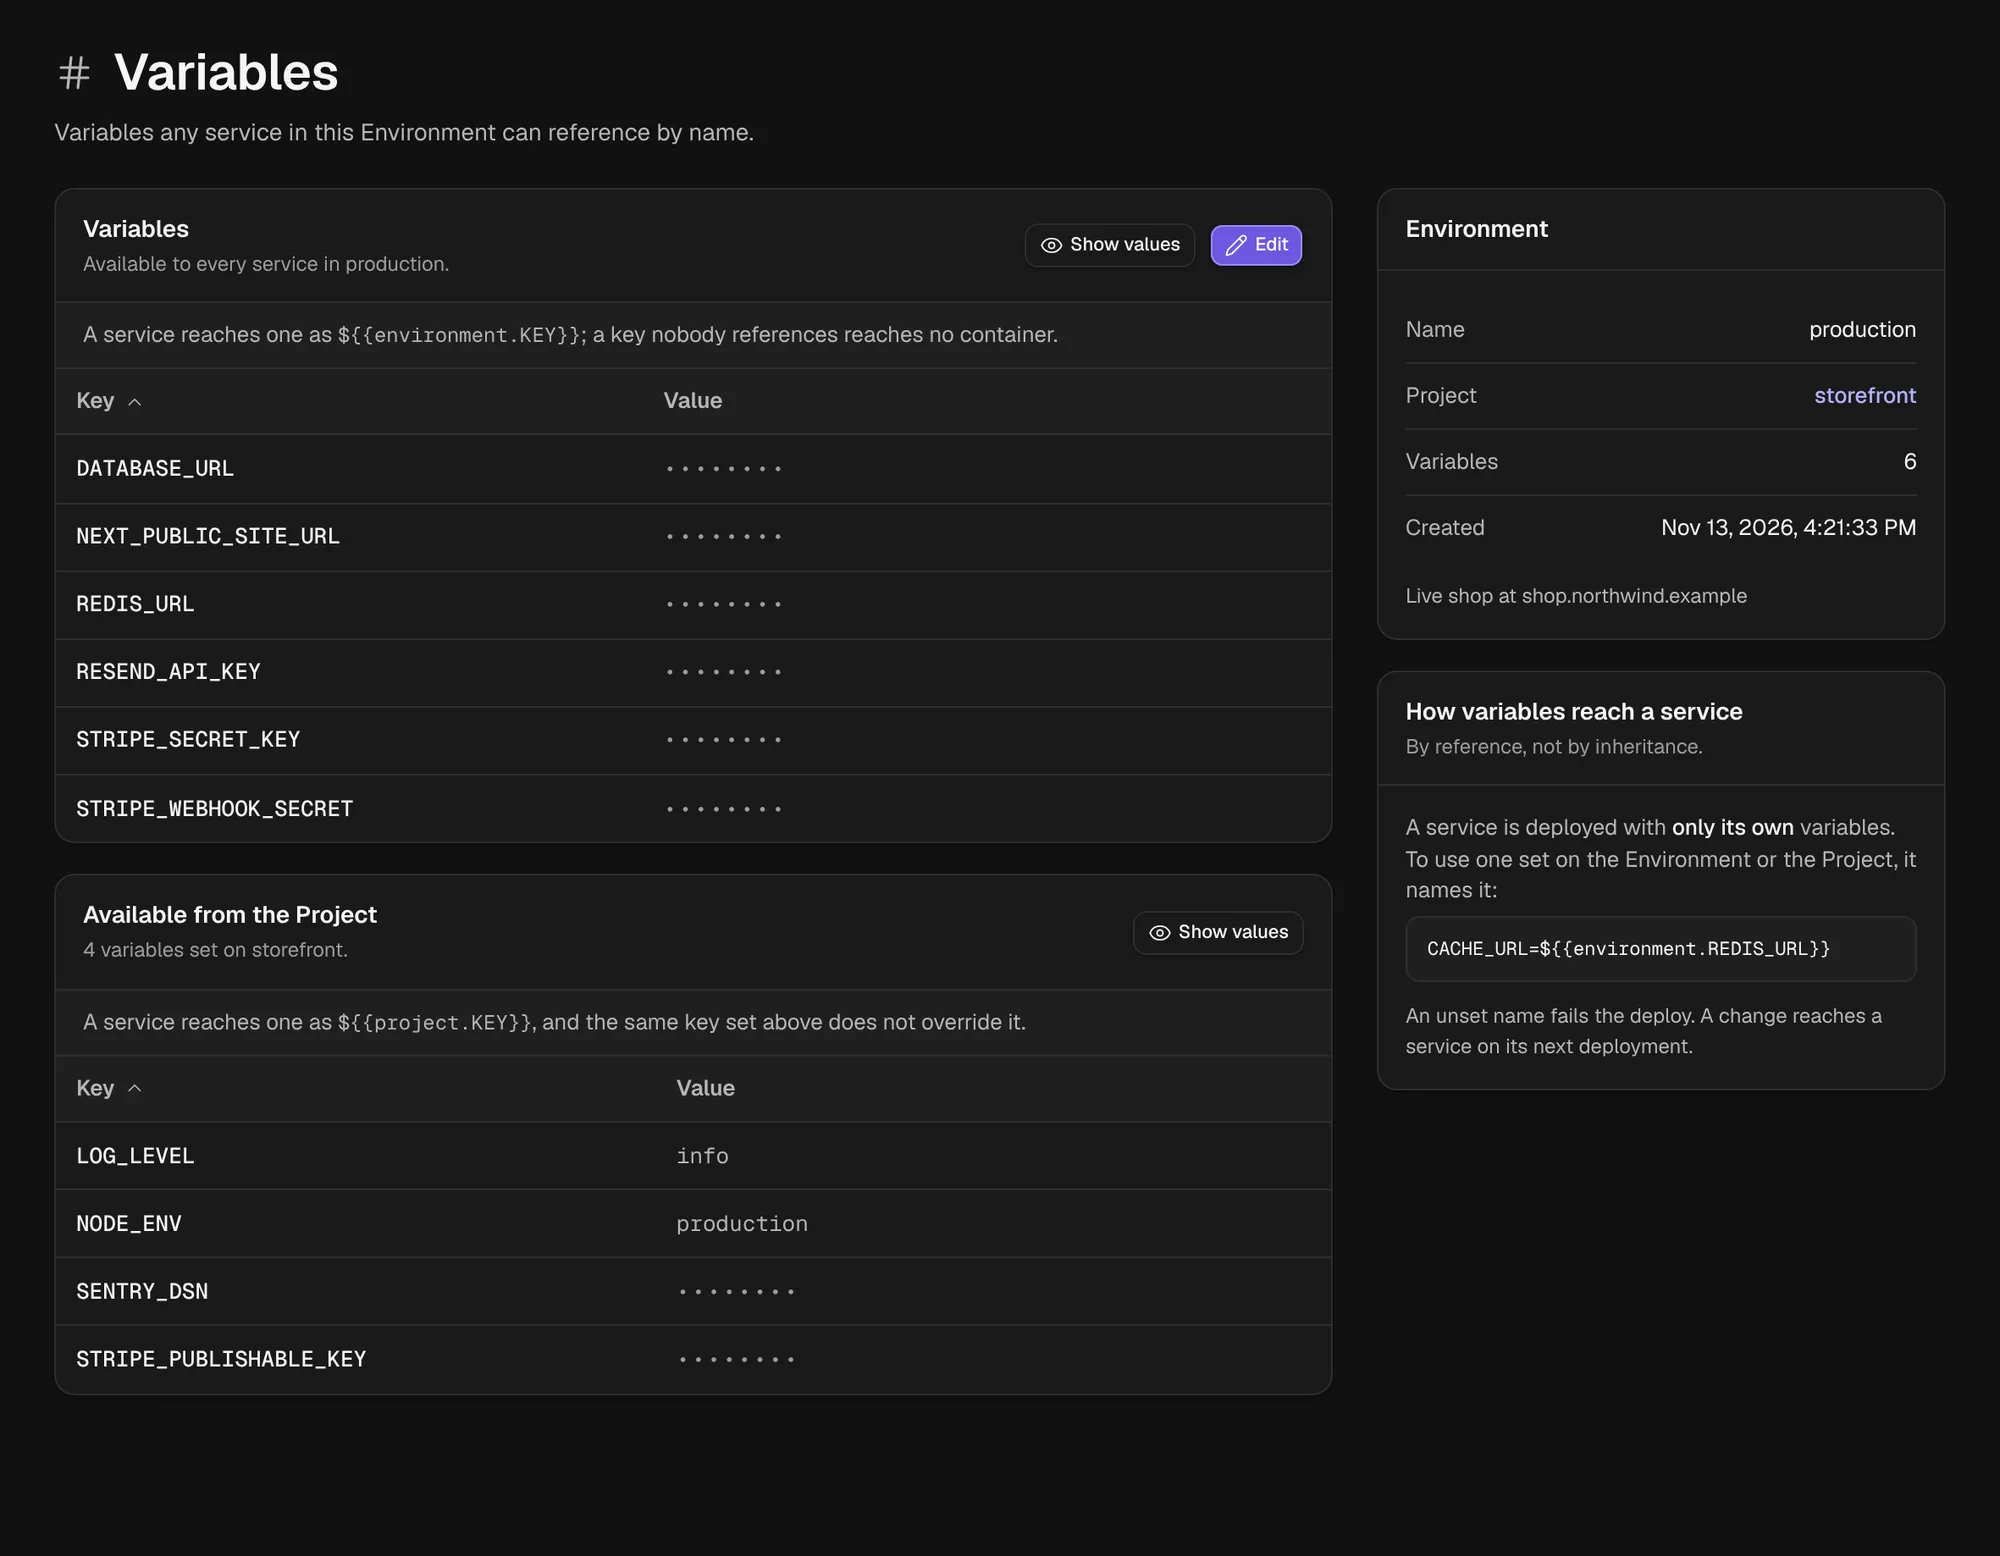 # Variables
Variables any service in this Environment can reference by name.
Variables
Available to every service in production.
Show values
Edit
A service reaches one as ${{environment.KEY}}; a key nobody references reaches no container.
Key Value
DATABASE_URL ••••••••
NEXT_PUBLIC_SITE_URL ••••••••
REDIS_URL ••••••••
RESEND_API_KEY ••••••••
STRIPE_SECRET_KEY ••••••••
STRIPE_WEBHOOK_SECRET ••••••••
Available from the Project
4 variables set on storefront.
Show values
A service reaches one as ${{project.KEY}}, and the same key set above does not override it.
Key Value
LOG_LEVEL info
NODE_ENV production
SENTRY_DSN ••••••••
STRIPE_PUBLISHABLE_KEY ••••••••
Environment
Name production
Project storefront
Variables 6
Created Nov 13, 2026, 4:21:33 PM
Live shop at shop.northwind.example
How variables reach a service
By reference, not by inheritance.
A service is deployed with only its own variables.
To use one set on the Environment or the Project, it
names it:
CACHE_URL=${{environment.REDIS_URL}}
An unset name fails the deploy. A change reaches a
service on its next deployment.